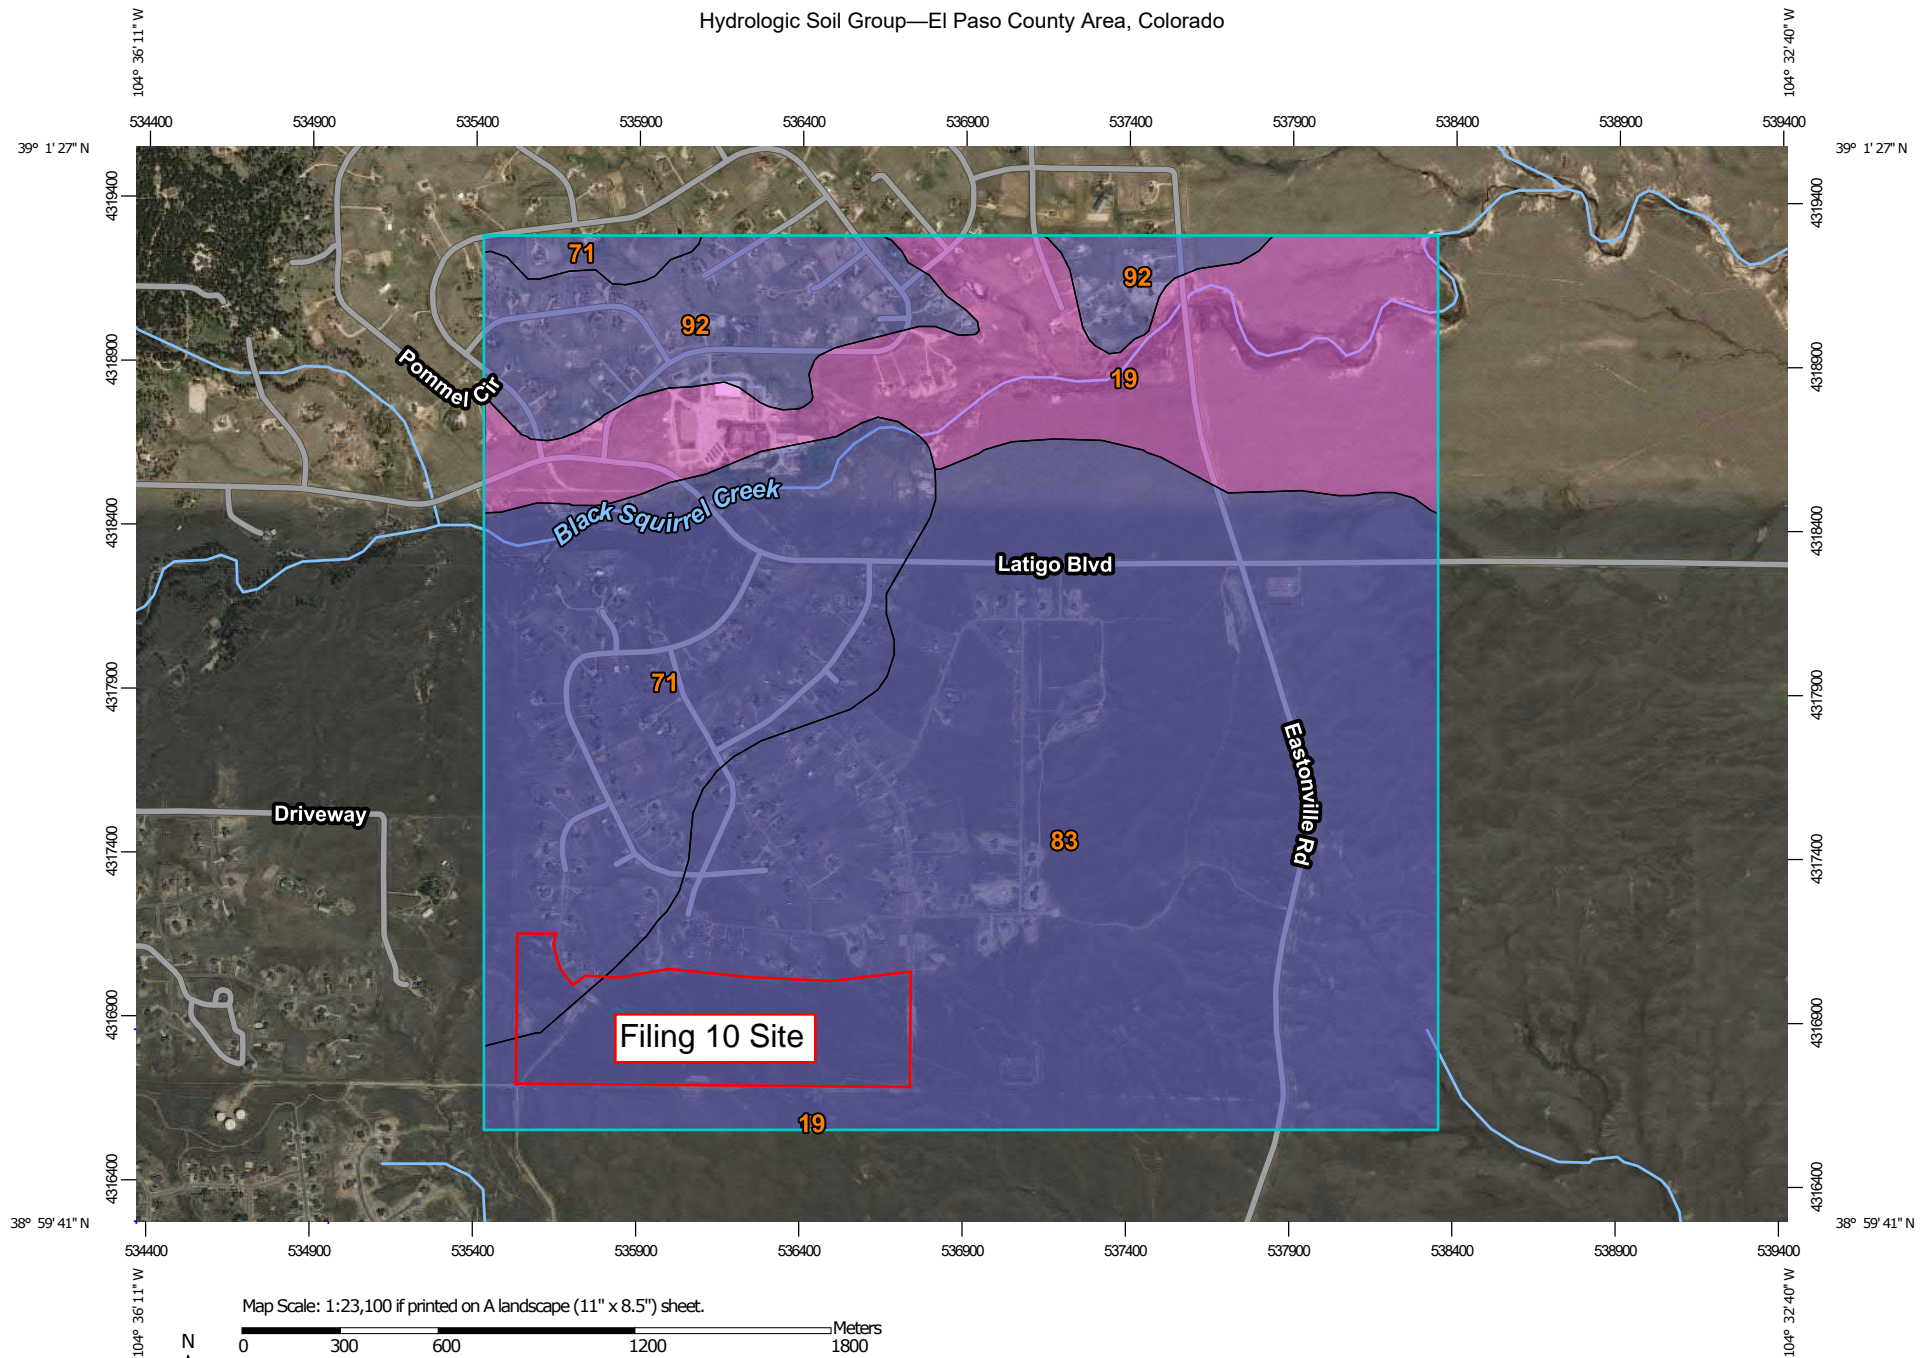 Hydrologic Soil Group—El Paso County Area, Colorado
104° 36' 11" W
104° 32' 40" W
534400 534900 535400 535900 536400 536900 537400 537900 538400 538900 539400
39° 1' 27" N
39° 1' 27" N
4319400
4319400
71
92
92
4318900
4318900
Pommel Cir
19
Black Squirrel Creek
4318400
4318400
Latigo Blvd
71
4317900
4317900
Eastonville Rd
Driveway
83
4317400
4317400
4316900
4316900
Filing 10 Site
19
4316400
4316400
38° 59' 41" N
38° 59' 41" N
534400 534900 535400 535900 536400 536900 537400 537900 538400 538900 539400
104° 36' 11" W
104° 32' 40" W
Map Scale: 1:23,100 if printed on A landscape (11" x 8.5") sheet.
Meters
N
0 300 600 1200 1800